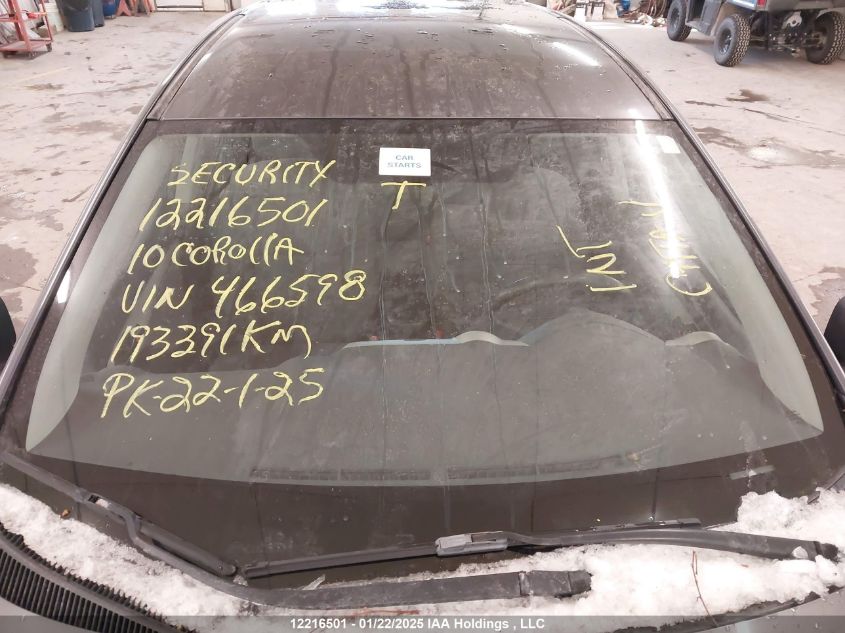 SECURITY
12216501
10 COROLLA
VIN 466598
193391KM
PK-22-1-25
CAR
STARTS
T
INT
12216501 - 01/22/2025 IAA Holdings , LLC